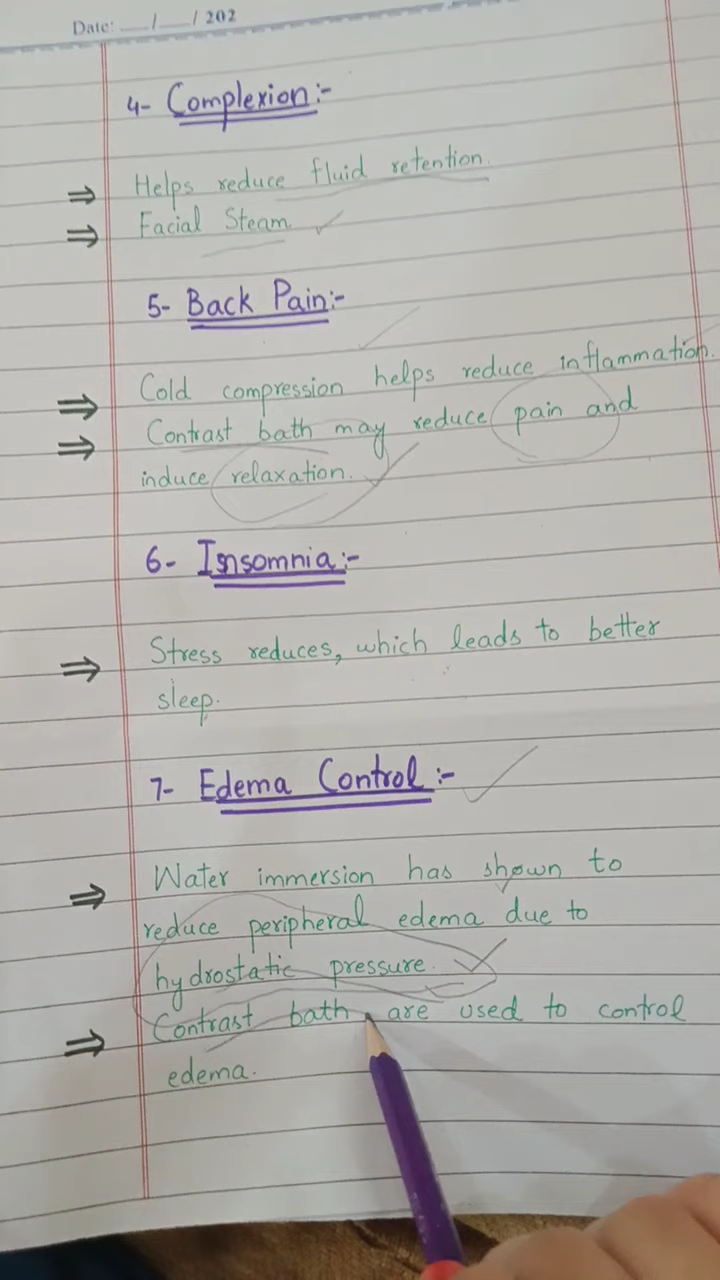 Date: __/__/ 202
4- Complexion:-
⇒ Helps reduce fluid retention.
⇒ Facial Steam
5- Back Pain:-
⇒ Cold compression helps reduce inflammation.
⇒ Contrast bath may reduce pain and
induce relaxation.
6- Insomnia:-
⇒ Stress reduces, which leads to better
sleep.
7- Edema Control:-
⇒ Water immersion has shown to
reduce peripheral edema due to
hydrostatic pressure.
⇒ Contrast bath are used to control
edema.